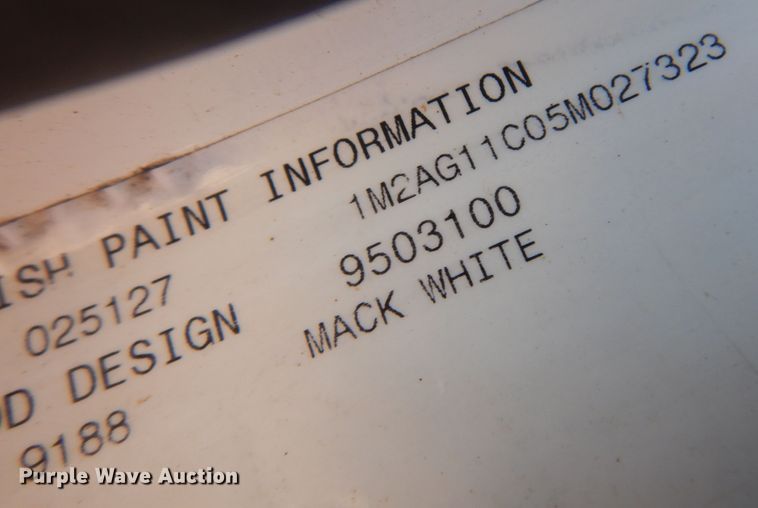 ISH PAINT INFORMATION
025127 1M2AG11C05M027323
DESIGN 9503100
9188 MACK WHITE
Purple Wave Auction